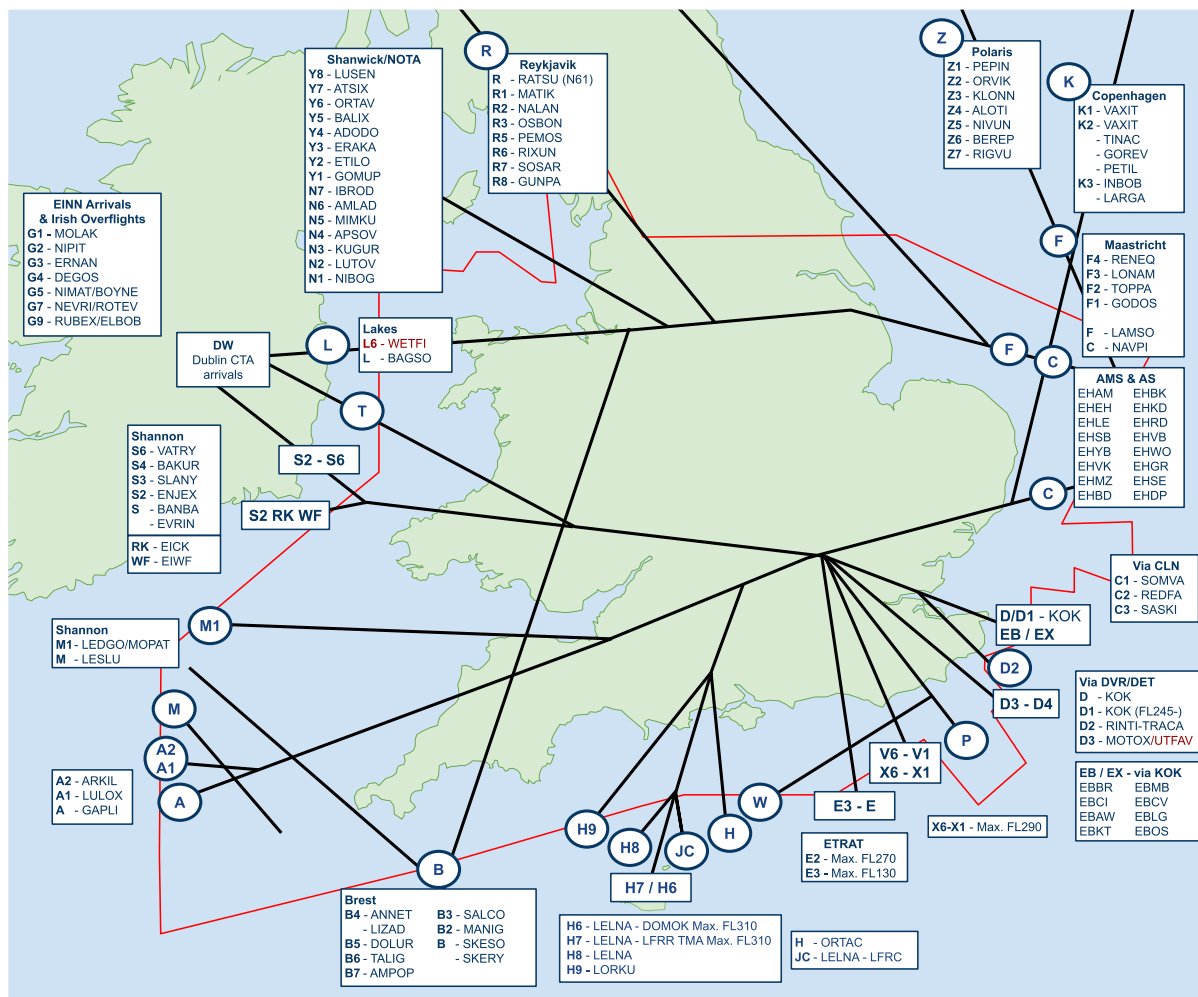 Shanwick/NOTA
Y8 - LUSEN
Y7 - ATSIX
Y6 - ORTAV
Y5 - BALIX
Y4 - ADODO
Y3 - ERAKA
Y2 - ETILO
Y1 - GOMUP
N7 - IBROD
N6 - AMLAD
N5 - MIMKU
N4 - APSOV
N3 - KUGUR
N2 - LUTOV
N1 - NIBOG
R
Reykjavik
R - RATSU (N61)
R1 - MATIK
R2 - NALAN
R3 - OSBON
R5 - PEMOS
R6 - RIXUN
R7 - SOSAR
R8 - GUNPA
Z
Polaris
Z1 - PEPIN
Z2 - ORVIK
Z3 - KLONN
Z4 - ALOTI
Z5 - NIVUN
Z6 - BEREP
Z7 - RIGVU
K
Copenhagen
K1 - VAXIT
K2 - VAXIT
- TINAC
- GOREV
- PETIL
K3 - INBOB
- LARGA
EINN Arrivals
& Irish Overflights
G1 - MOLAK
G2 - NIPIT
G3 - ERNAN
G4 - DEGOS
G5 - NIMAT/BOYNE
G7 - NEVRI/ROTEV
G9 - RUBEX/ELBOB
F
Maastricht
F4 - RENEQ
F3 - LONAM
F2 - TOPPA
F1 - GODOS
F - LAMSO
C - NAVPI
DW
Dublin CTA
arrivals
L
Lakes
L6 - WETFI
L - BAGSO
F
C
AMS & AS
EHAM EHBK
EHEH EHKD
EHLE EHRD
EHSB EHVB
EHYB EHWO
EHVK EHGR
EHMZ EHSE
EHBD EHDP
T
Shannon
S6 - VATRY
S4 - BAKUR
S3 - SLANY
S2 - ENJEX
S - BANBA
- EVRIN
RK - EICK
WF - EIWF
S2 - S6
S2 RK WF
C
Via CLN
C1 - SOMVA
C2 - REDFA
C3 - SASKI
Shannon
M1- LEDGO/MOPAT
M - LESLU
M1
D/D1 - KOK
EB / EX
D2
D3 - D4
Via DVR/DET
D - KOK
D1 - KOK (FL245-)
D2 - RINTI-TRACA
D3 - MOTOX/UTFAV
M
A2
A1
A
A2 - ARKIL
A1 - LULOX
A - GAPLI
V6 - V1
X6 - X1
P
EB / EX - via KOK
EBBR EBMB
EBCI EBCV
EBAW EBLG
EBKT EBOS
W
E3 - E
X6-X1 - Max. FL290
H9
H8
JC
H
H7 / H6
ETRAT
E2 - Max. FL270
E3 - Max. FL130
B
Brest
B4 - ANNET B3 - SALCO
- LIZAD B2 - MANIG
B5 - DOLUR B - SKESO
B6 - TALIG - SKERY
B7 - AMPOP
H6 - LELNA - DOMOK Max. FL310
H7 - LELNA - LFRR TMA Max. FL310
H8 - LELNA
H9 - LORKU
H - ORTAC
JC - LELNA - LFRC